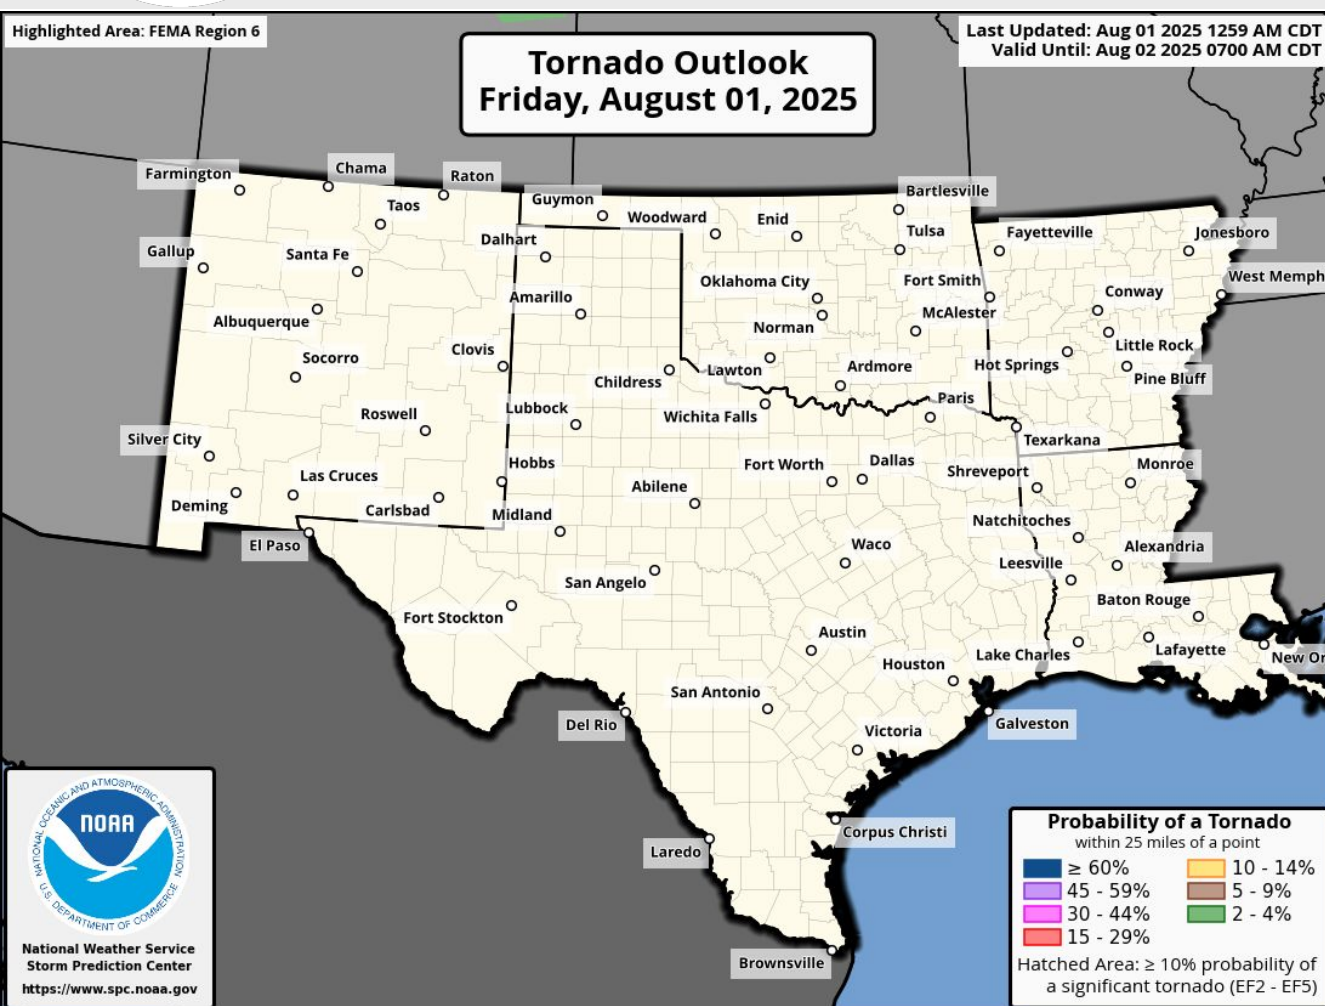 Highlighted Area: FEMA Region 6
Tornado Outlook
Friday, August 01, 2025
Last Updated: Aug 01 2025 1259 AM CDT
Valid Until: Aug 02 2025 0700 AM CDT
Farmington
Chama
Raton
Taos
Guymon
Woodward
Enid
Bartlesville
Tulsa
Fayetteville
Jonesboro
Gallup
Santa Fe
Dalhart
Oklahoma City
Fort Smith
West Memph
Amarillo
Conway
Albuquerque
Norman
McAlester
Little Rock
Socorro
Clovis
Childress
Lawton
Ardmore
Hot Springs
Pine Bluff
Roswell
Lubbock
Wichita Falls
Paris
Silver City
Texarkana
Las Cruces
Hobbs
Fort Worth
Dallas
Shreveport
Monroe
Deming
Carlsbad
Abilene
Midland
Natchitoches
El Paso
Waco
Alexandria
San Angelo
Leesville
Fort Stockton
Baton Rouge
Austin
Lake Charles
Lafayette
New Or
Houston
San Antonio
Del Rio
Galveston
Victoria
Corpus Christi
Laredo
Brownsville
NATIONAL OCEANIC AND ATMOSPHERIC ADMINISTRATION
NOAA
U.S. DEPARTMENT OF COMMERCE
National Weather Service
Storm Prediction Center
https://www.spc.noaa.gov
Probability of a Tornado
within 25 miles of a point
≥ 60%
45 - 59%
30 - 44%
15 - 29%
10 - 14%
5 - 9%
2 - 4%
Hatched Area: ≥ 10% probability of
a significant tornado (EF2 - EF5)